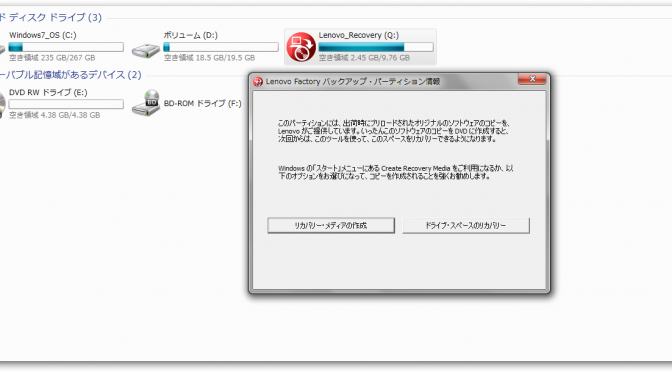 ド ディスク ドライブ (3)
Windows7_OS (C:)
空き領域 235 GB/267 GB
ボリューム (D:)
空き領域 18.5 GB/19.5 GB
Lenovo_Recovery (Q:)
空き領域 2.45 GB/9.76 GB
ーバブル記憶域があるデバイス (2)
DVD RW ドライブ (E:)
空き領域 4.38 GB/4.38 GB
BD-ROM ドライブ (F:)
BD
Lenovo Factory バックアップ・パーティション情報
このパーティションには、出荷時にプリロードされたオリジナルのソフトウェアのコピーを、
Lenovo がご提供しています。いったんこのソフトウェアのコピーを DVD に作成すると、
次回からは、このツールを使って、このスペースをリカバリーできるようになります。
Windows の「スタート」メニューにある Create Recovery Media をご利用になるか、以
下のオプションをお選びになって、コピーを作成されることを強くお勧めします。
リカバリー・メディアの作成
ドライブ・スペースのリカバリー